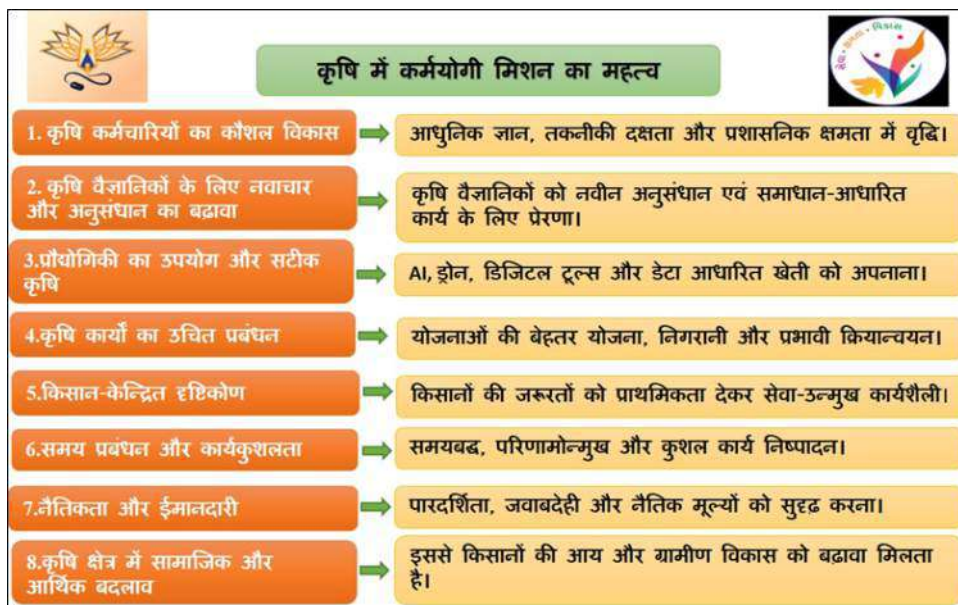 कृषि में कर्मयोगी मिशन का महत्व
1. कृषि कर्मचारियों का कौशल विकास
आधुनिक ज्ञान, तकनीकी दक्षता और प्रशासनिक क्षमता में वृद्धि।
2. कृषि वैज्ञानिकों के लिए नवाचार
और अनुसंधान का बढावा
कृषि वैज्ञानिकों को नवीन अनुसंधान एवं समाधान-आधारित
कार्य के लिए प्रेरणा।
3.प्रौद्योगिकी का उपयोग और सटीक
कृषि
AI, ड्रोन, डिजिटल टूल्स और डेटा आधारित खेती को अपनाना।
4.कृषि कार्यों का उचित प्रबंधन
योजनाओं की बेहतर योजना, निगरानी और प्रभावी क्रियान्वयन।
5.किसान-केन्द्रित दृष्टिकोण
किसानों की जरूरतों को प्राथमिकता देकर सेवा-उन्मुख कार्यशैली।
6.समय प्रबंधन और कार्यकुशलता
समयबद्ध, परिणामोन्मुख और कुशल कार्य निष्पादन।
7.नैतिकता और ईमानदारी
पारदर्शिता, जवाबदेही और नैतिक मूल्यों को सुदृढ़ करना।
8.कृषि क्षेत्र में सामाजिक और
आर्थिक बदलाव
इससे किसानों की आय और ग्रामीण विकास को बढ़ावा मिलता
है।